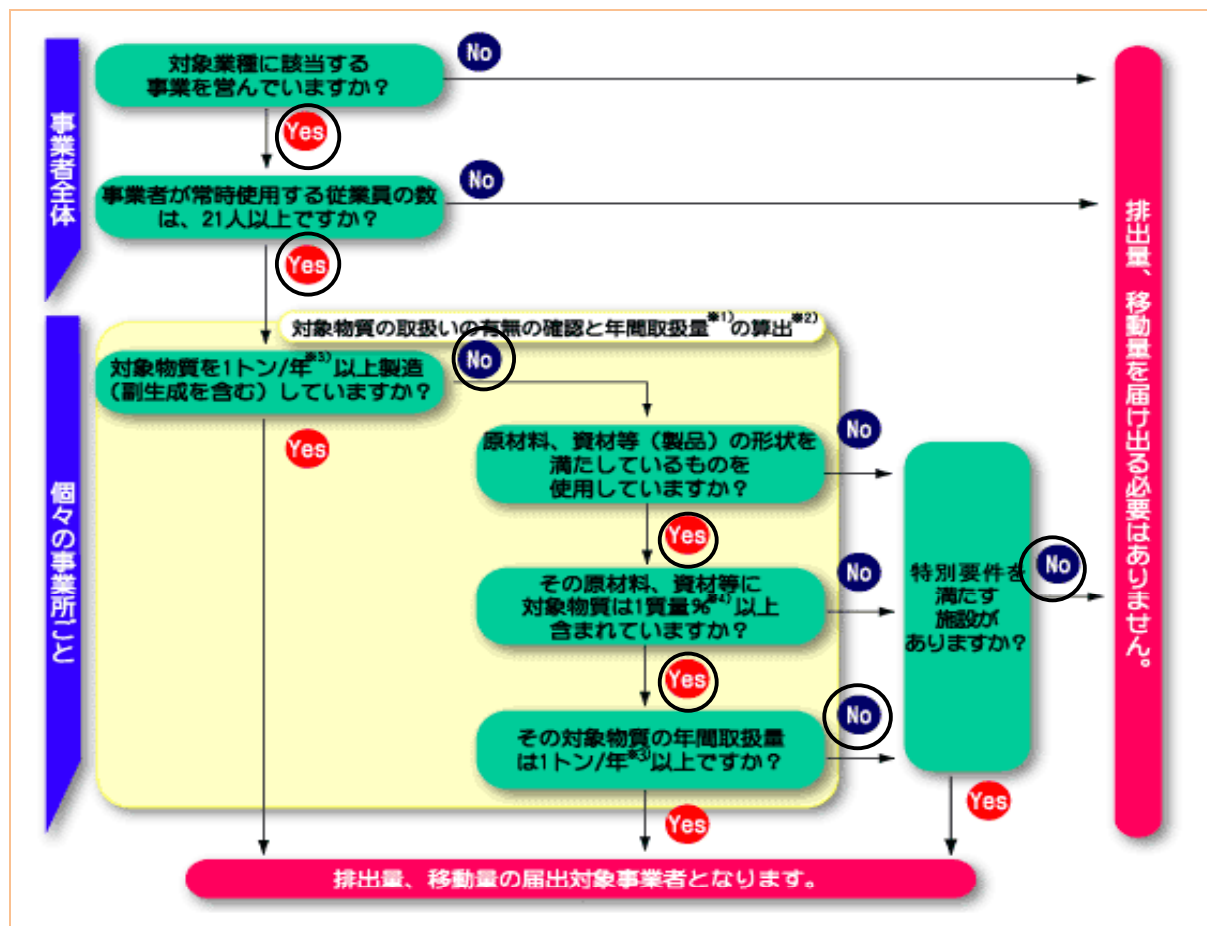 対象業種に該当する
事業を営んでいますか？
No
Yes
事業者全体
事業者が常時使用する従業員の数
は、21人以上ですか？
No
Yes
対象物質の取扱いの有無の確認と年間取扱量※1)の算出※2)
対象物質を1トン/年※3)以上製造
（副生成を含む）していますか？
No
Yes
原材料、資材等（製品）の形状を
満たしているものを
使用していますか？
No
Yes
個々の事業所ごと
その原材料、資材等に
対象物質は1質量%※4)以上
含まれていますか？
No
Yes
その対象物質の年間取扱量
は1トン/年※3)以上ですか？
No
Yes
特別要件を
満たす
施設が
ありますか？
No
Yes
排出量、移動量を届け出る必要はありません。
排出量、移動量の届出対象事業者となります。